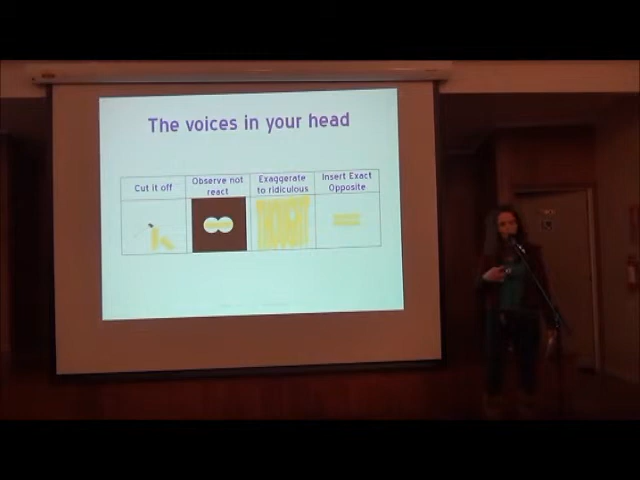 The voices in your head
Cut it off
Observe not
react
Exaggerate
to ridiculous
Insert Exact
Opposite